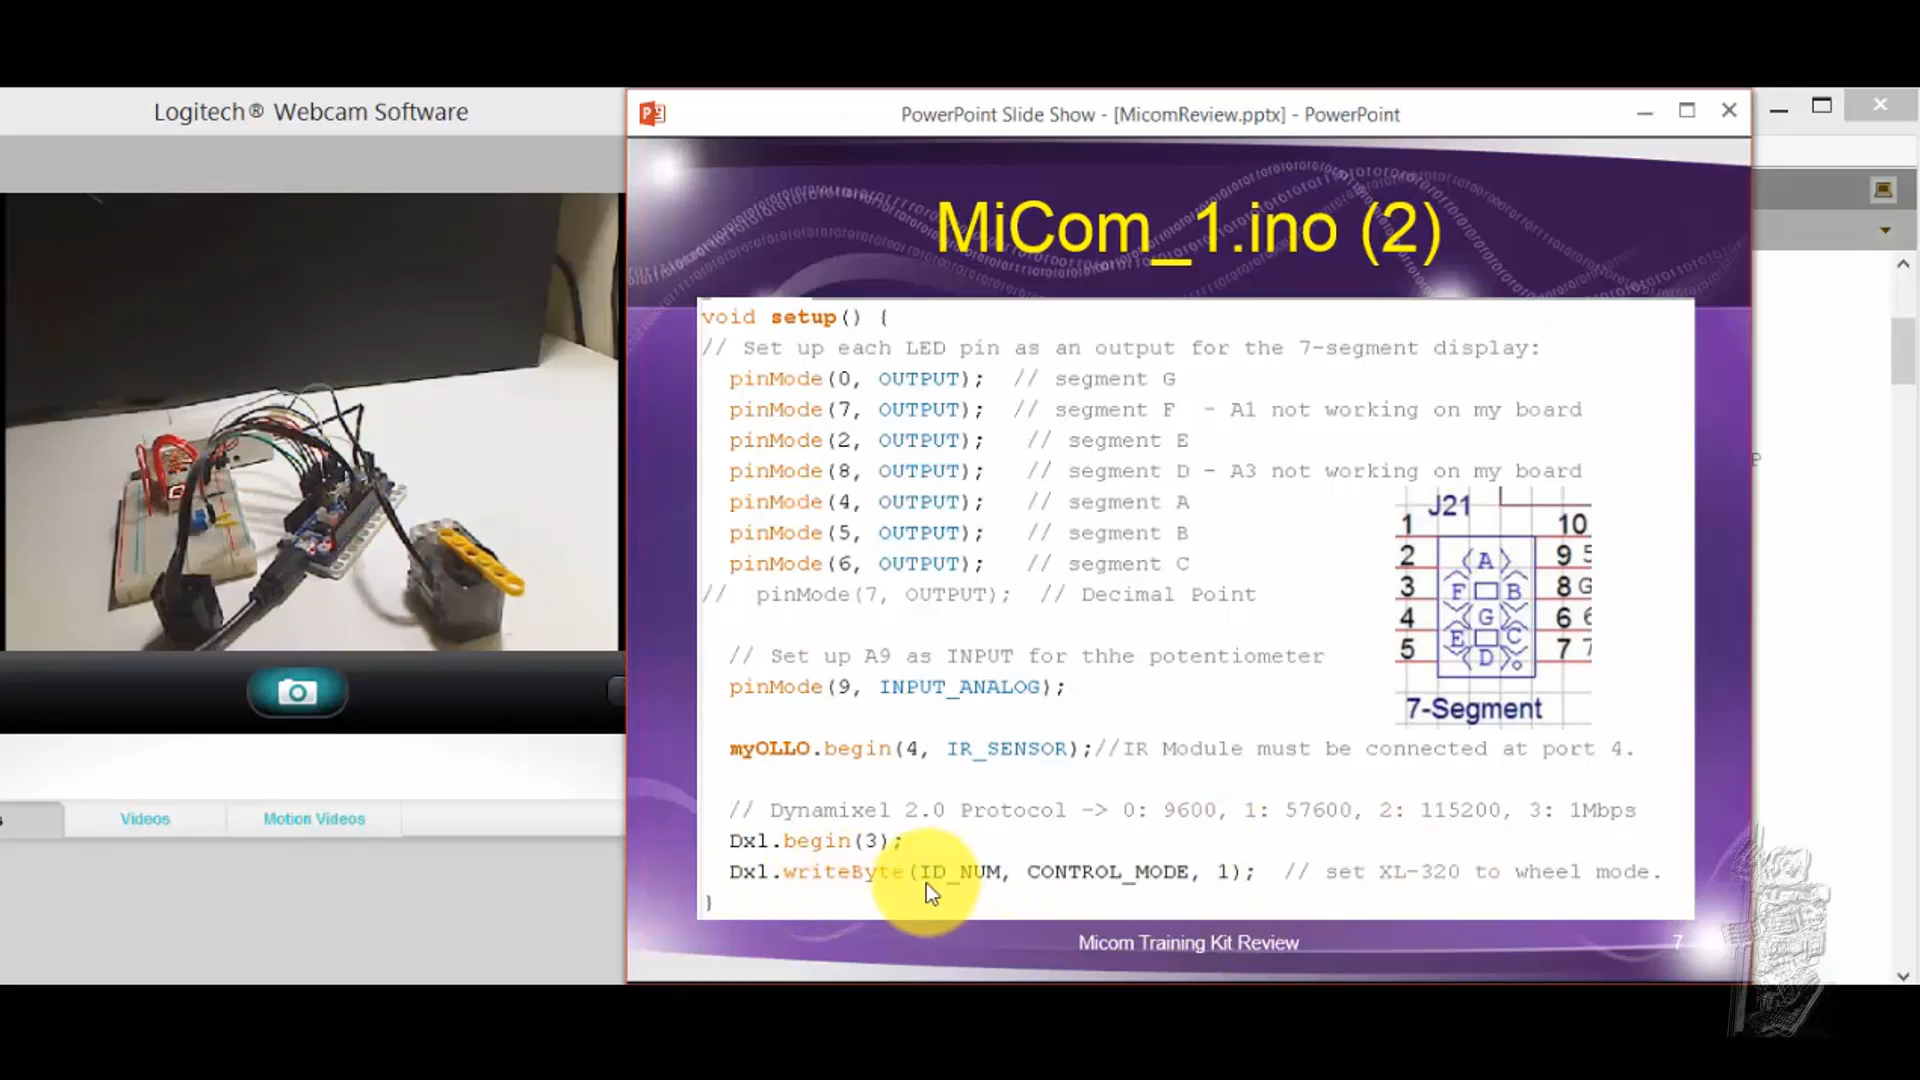 Logitech® Webcam Software
PowerPoint Slide Show - [MicomReview.pptx] - PowerPoint
MiCom_1.ino (2)
void setup() {
// Set up each LED pin as an output for the 7-segment display:
pinMode(0, OUTPUT); // segment G
pinMode(7, OUTPUT); // segment F - A1 not working on my board
pinMode(2, OUTPUT); // segment E
pinMode(8, OUTPUT); // segment D - A3 not working on my board
pinMode(4, OUTPUT); // segment A
pinMode(5, OUTPUT); // segment B
pinMode(6, OUTPUT); // segment C
// pinMode(7, OUTPUT); // Decimal Point
// Set up A9 as INPUT for thhe potentiometer
pinMode(9, INPUT_ANALOG);
myOLLO.begin(4, IR_SENSOR);//IR Module must be connected at port 4.
// Dynamixel 2.0 Protocol -> 0: 9600, 1: 57600, 2: 115200, 3: 1Mbps
Dxl.begin(3);
Dxl.writeByte(ID_NUM, CONTROL_MODE, 1); // set XL-320 to wheel mode.
}
J21
1 10
2 A 9 5
3 F B 8 G
4 G 6
5 E C 7 7
D
7-Segment
Videos
Motion Videos
Micom Training Kit Review
7